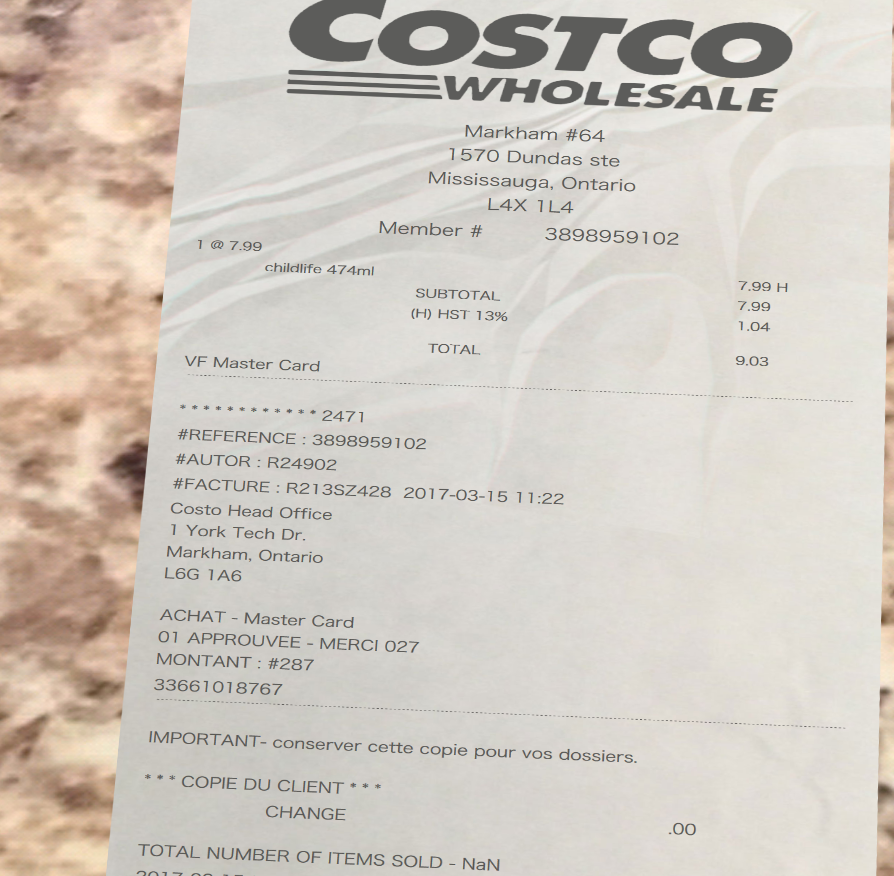 COSTCO
WHOLESALE
Markham #64
1570 Dundas ste
Mississauga, Ontario
L4X 1L4
Member # 3898959102
1 @ 7.99
childlife 474ml 7.99 H
SUBTOTAL 7.99
(H) HST 13% 1.04
TOTAL 9.03
VF Master Card
* * * * * * * * * * * * 2471
#REFERENCE : 3898959102
#AUTOR : R24902
#FACTURE : R213SZ428 2017-03-15 11:22
Costo Head Office
1 York Tech Dr.
Markham, Ontario
L6G 1A6
ACHAT - Master Card
01 APPROUVEE - MERCI 027
MONTANT : #287
33661018767
IMPORTANT- conserver cette copie pour vos dossiers.
* * * COPIE DU CLIENT * * *
CHANGE .00
TOTAL NUMBER OF ITEMS SOLD - NaN